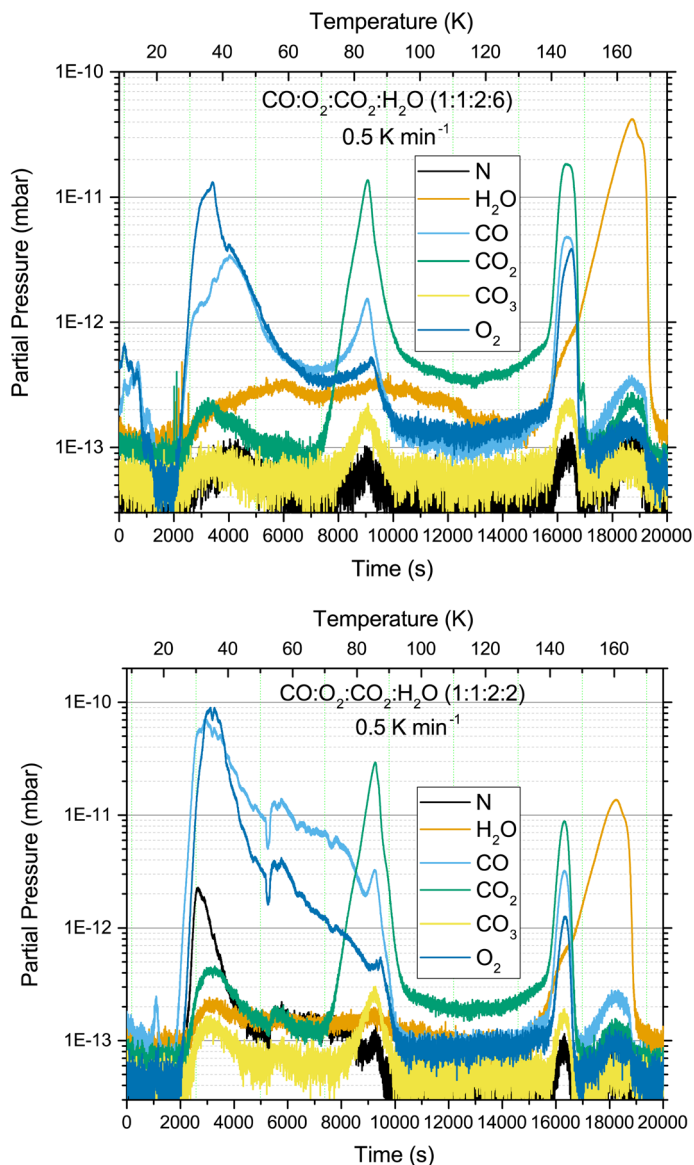 Temperature (K)
20 40 60 80 100 120 140 160
1E-10
1E-11
1E-12
1E-13
Partial Pressure (mbar)
CO:O₂:CO₂:H₂O (1:1:2:6)
0.5 K min⁻¹
N
H₂O
CO
CO₂
CO₃
O₂
0 2000 4000 6000 8000 10000 12000 14000 16000 18000 20000
Time (s)
Temperature (K)
20 40 60 80 100 120 140 160
1E-10
1E-11
1E-12
1E-13
Partial Pressure (mbar)
CO:O₂:CO₂:H₂O (1:1:2:2)
0.5 K min⁻¹
N
H₂O
CO
CO₂
CO₃
O₂
0 2000 4000 6000 8000 10000 12000 14000 16000 18000 20000
Time (s)